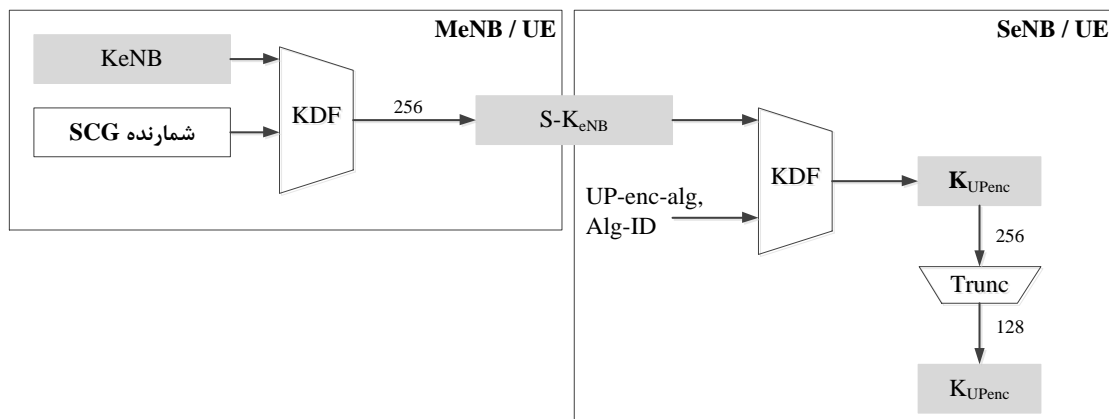 MeNB / UE
KeNB
شمارنده SCG
KDF
256
S-KeNB
SeNB / UE
UP-enc-alg,
Alg-ID
KDF
KUPenc
256
Trunc
128
KUPenc